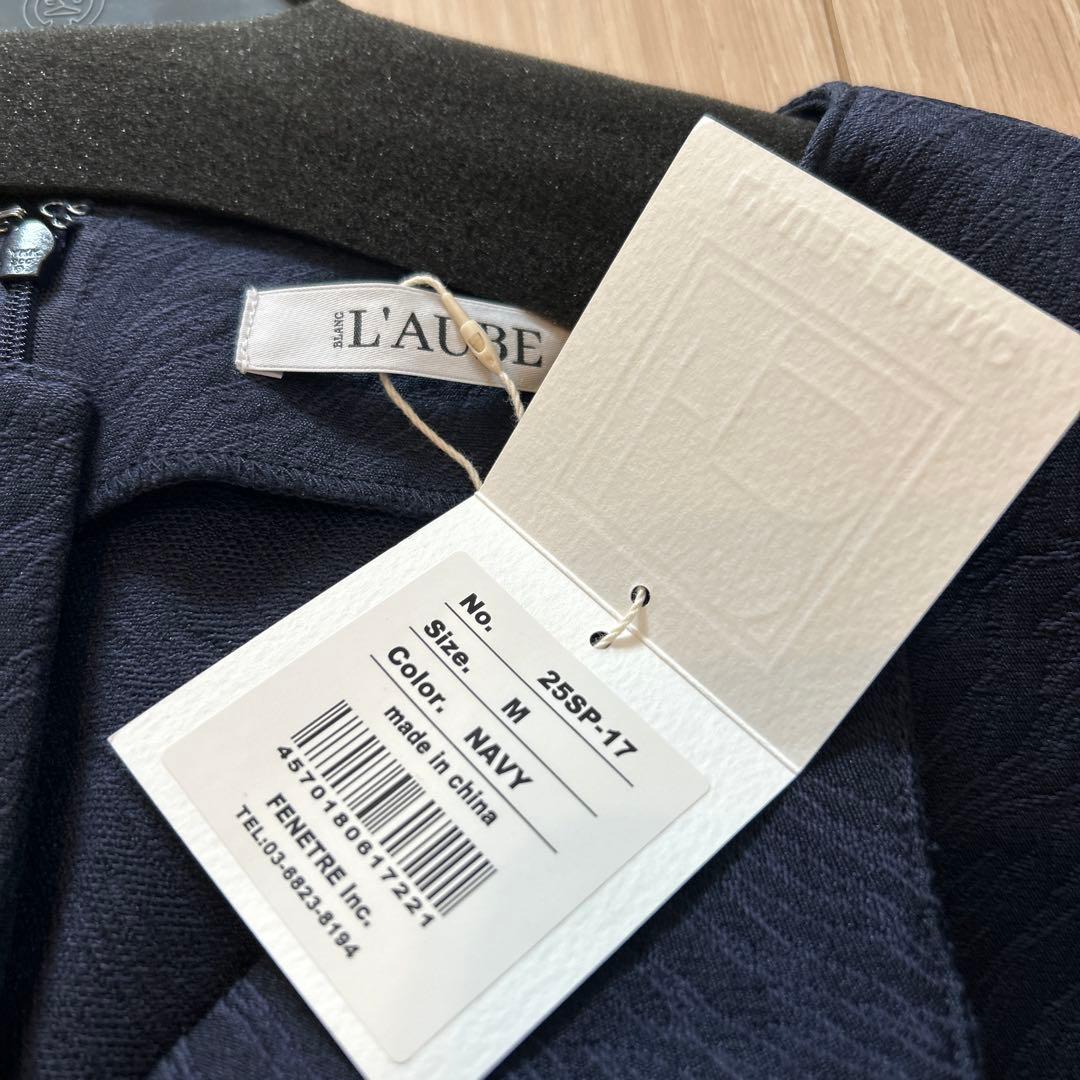 BLANC
L'AUBE
No. 25SP-17
Size. M
Color. NAVY
made in china
4570180617221
FENETRE Inc.
TEL:03-6823-8194